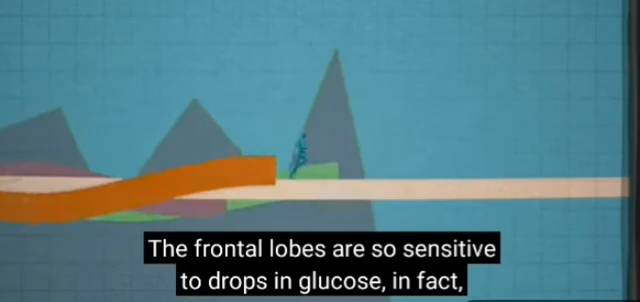 The frontal lobes are so sensitive
to drops in glucose, in fact,